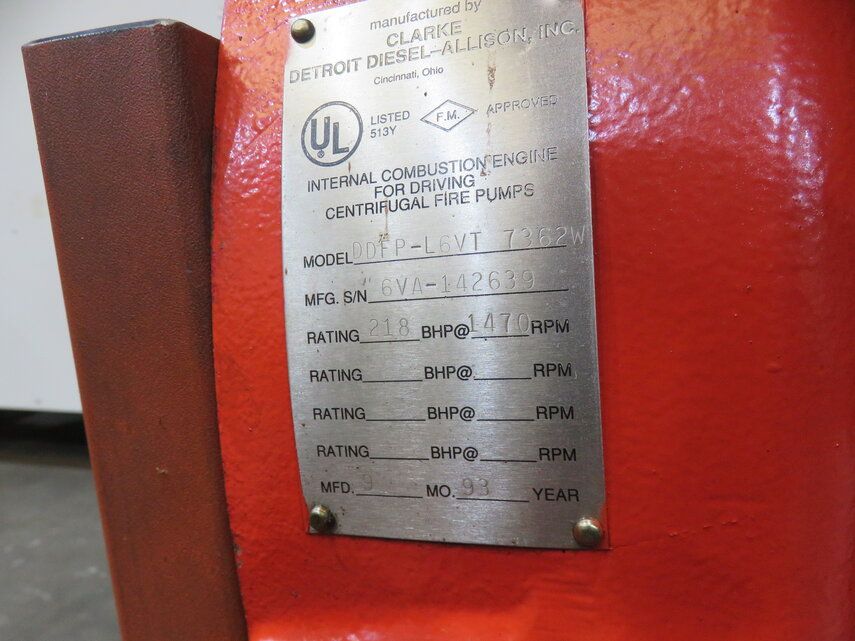 manufactured by
CLARKE
DETROIT DIESEL-ALLISON, INC.
Cincinnati, Ohio
UL
®
LISTED
513Y
F.M.
APPROVED
INTERNAL COMBUSTION ENGINE
FOR DRIVING
CENTRIFUGAL FIRE PUMPS
MODEL DDFP-L6VT 7362W
MFG. S/N 6VA-142639
RATING 218 BHP@ 1470 RPM
RATING BHP@ RPM
RATING BHP@ RPM
RATING BHP@ RPM
MFD. 9 MO. 93 YEAR